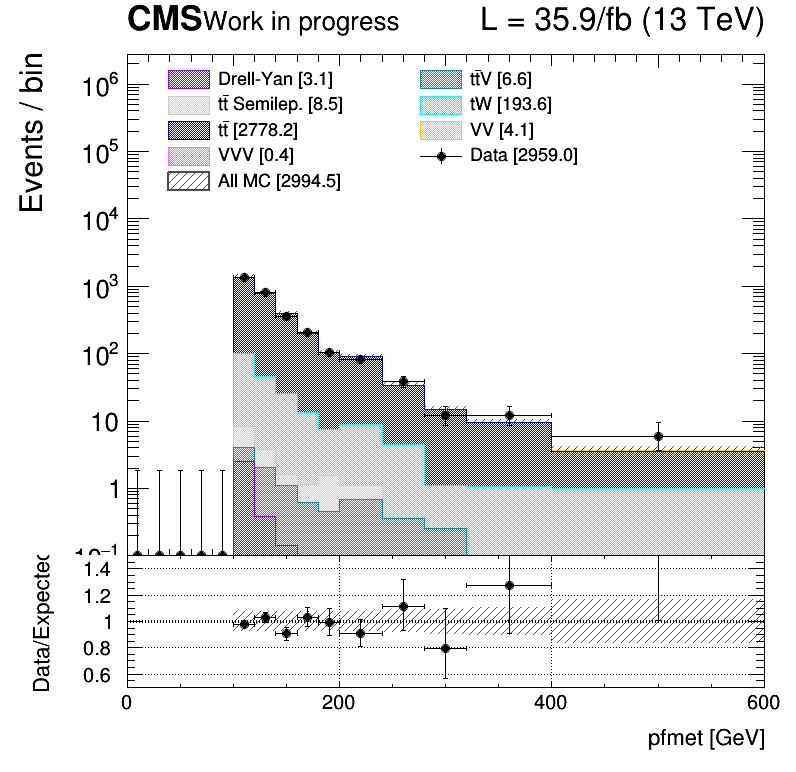 CMS Work in progress L = 35.9/fb (13 TeV)
Events / bin
Drell-Yan [3.1] tt̄V [6.6]
tt̄ Semilep. [8.5] tW [193.6]
tt̄ [2778.2] VV [4.1]
VVV [0.4] Data [2959.0]
All MC [2994.5]
10⁶
10⁵
10⁴
10³
10²
10
1
10⁻¹
Data/Expected
1.4
1.2
1
0.8
0.6
0 200 400 600
pfmet [GeV]